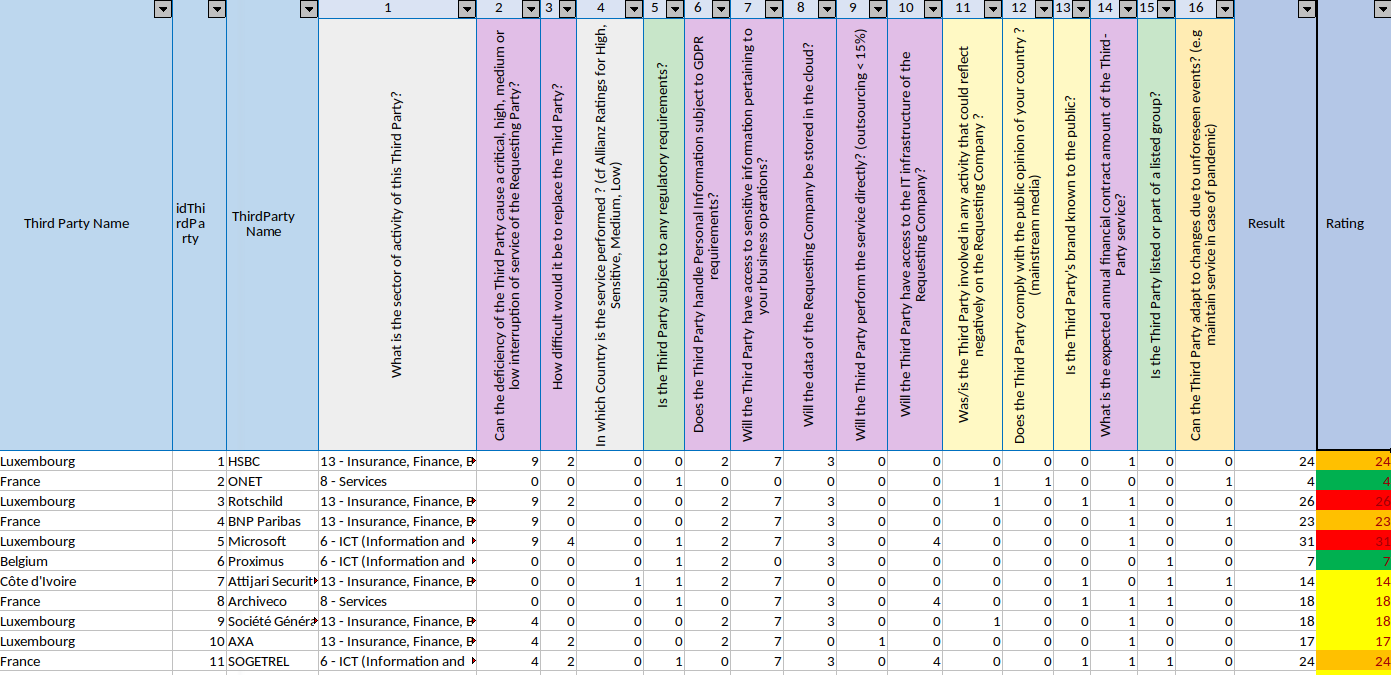 1 2 3 4 5 6 7 8 9 10 11 12 13 14 15 16
Third Party Name
idThi
rdPa
rty
ThirdParty
Name
What is the sector of activity of this Third Party?
Can the deficiency of the Third Party cause a critical, high, medium or
low interruption of service of the Requesting Party?
How difficult would it be to replace the Third Party?
In which Country is the service performed ? (cf Allianz Ratings for High,
Sensitive, Medium, Low)
Is the Third Party subject to any regulatory requirements?
Does the Third Party handle Personal Information subject to GDPR
requirements?
Will the Third Party have access to sensitive information pertaining to
your business operations?
Will the data of the Requesting Company be stored in the cloud?
Will the Third Party perform the service directly? (outsourcing < 15%)
Will the Third Party have access to the IT infrastructure of the
Requesting Company?
Was/is the Third Party involved in any activity that could reflect
negatively on the Requesting Company ?
Does the Third Party comply with the public opinion of your country ?
(mainstream media)
Is the Third Party's brand known to the public?
What is the expected annual financial contract amount of the Third-
Party service?
Is the Third Party listed or part of a listed group?
Can the Third Party adapt to changes due to unforeseen events? (e.g
maintain service in case of pandemic)
Result
Rating
Luxembourg 1 HSBC 13 - Insurance, Finance, B 9 2 0 0 2 7 3 0 0 0 0 0 1 0 0 24 24
France 2 ONET 8 - Services 0 0 0 1 0 0 0 0 0 1 1 0 0 0 1 4 4
Luxembourg 3 Rotschild 13 - Insurance, Finance, B 9 2 0 0 2 7 3 0 0 1 0 1 1 0 0 26 26
France 4 BNP Paribas 13 - Insurance, Finance, B 9 0 0 0 2 7 3 0 0 0 0 0 1 0 1 23 23
Luxembourg 5 Microsoft 6 - ICT (Information and 9 4 0 1 2 7 3 0 4 0 0 0 1 0 0 31 31
Belgium 6 Proximus 6 - ICT (Information and 0 0 0 1 2 0 3 0 0 0 0 0 0 1 0 7 7
Côte d'Ivoire 7 Attijari Securit 13 - Insurance, Finance, B 0 0 1 1 2 7 0 0 0 0 0 1 0 1 1 14 14
France 8 Archiveco 8 - Services 0 0 0 1 0 7 3 0 4 0 0 1 1 1 0 18 18
Luxembourg 9 Société Généra 13 - Insurance, Finance, B 4 0 0 0 2 7 3 0 0 1 0 0 1 0 0 18 18
Luxembourg 10 AXA 13 - Insurance, Finance, B 4 2 0 0 2 7 0 1 0 0 0 0 1 0 0 17 17
France 11 SOGETREL 6 - ICT (Information and 4 2 0 1 0 7 3 0 4 0 0 1 1 1 0 24 24